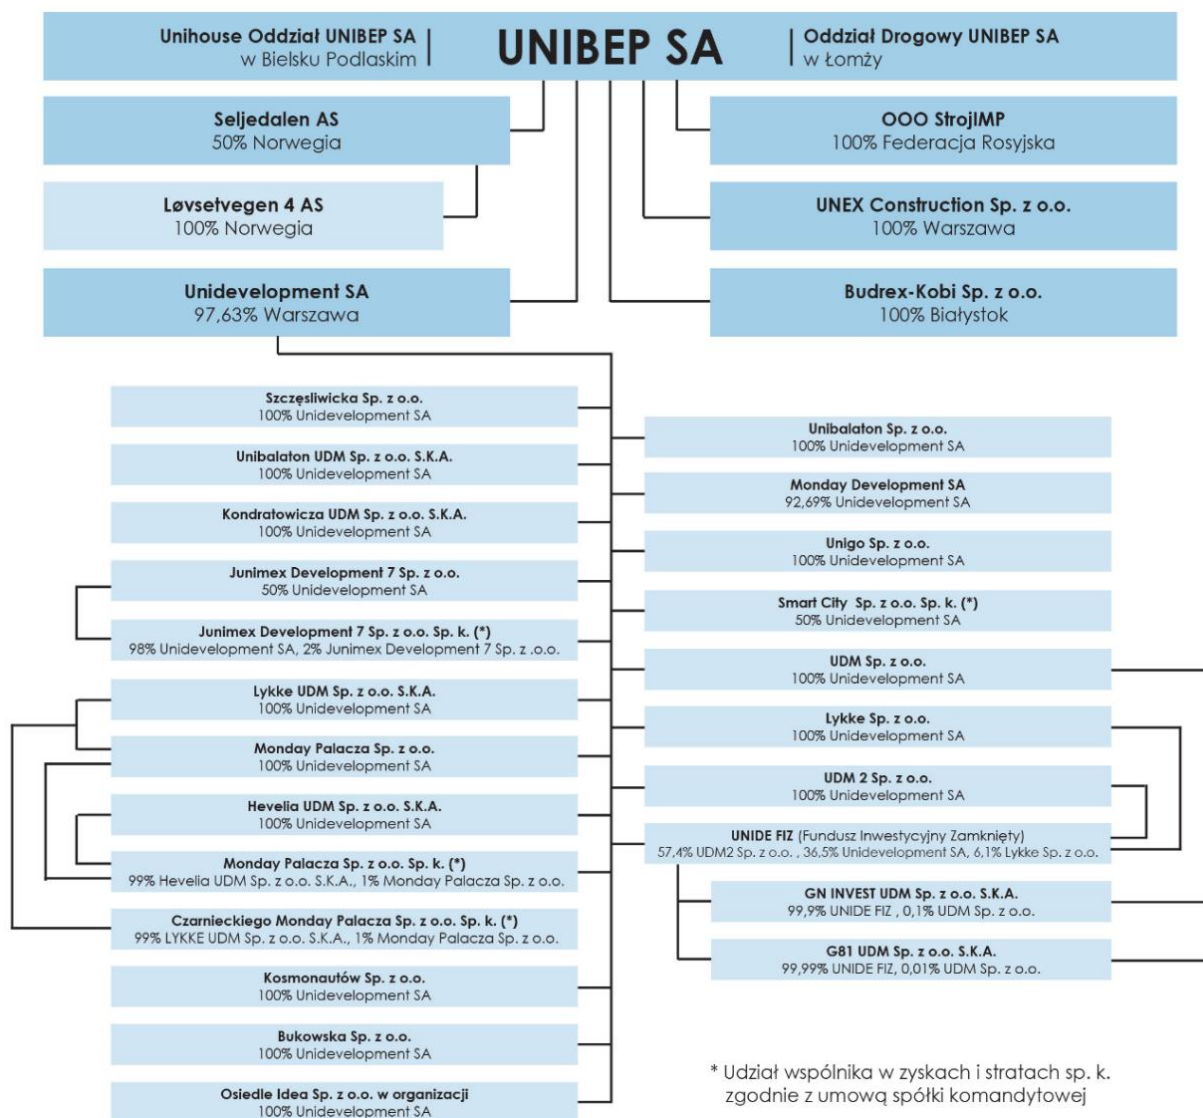 Unihouse Oddział UNIBEP SA
w Bielsku Podlaskim
UNIBEP SA
Oddział Drogowy UNIBEP SA
w Łomży
Seljedalen AS
50% Norwegia
OOO StrojIMP
100% Federacja Rosyjska
Løvsetvegen 4 AS
100% Norwegia
UNEX Construction Sp. z o.o.
100% Warszawa
Unidevelopment SA
97,63% Warszawa
Budrex-Kobi Sp. z o.o.
100% Białystok
Szczęsliwicka Sp. z o.o.
100% Unidevelopment SA
Unibalaton UDM Sp. z o.o. S.K.A.
100% Unidevelopment SA
Kondratowicza UDM Sp. z o.o. S.K.A.
100% Unidevelopment SA
Junimex Development 7 Sp. z o.o.
50% Unidevelopment SA
Junimex Development 7 Sp. z o.o. Sp. k. (*)
98% Unidevelopment SA, 2% Junimex Development 7 Sp. z .o.o.
Lykke UDM Sp. z o.o. S.K.A.
100% Unidevelopment SA
Monday Palacza Sp. z o.o.
100% Unidevelopment SA
Hevelia UDM Sp. z o.o. S.K.A.
100% Unidevelopment SA
Monday Palacza Sp. z o.o. Sp. k. (*)
99% Hevelia UDM Sp. z o.o. S.K.A., 1% Monday Palacza Sp. z o.o.
Czarnieckiego Monday Palacza Sp. z o.o. Sp. k. (*)
99% LYKKE UDM Sp. z o.o. S.K.A., 1% Monday Palacza Sp. z o.o.
Kosmonautów Sp. z o.o.
100% Unidevelopment SA
Bukowska Sp. z o.o.
100% Unidevelopment SA
Osiedle Idea Sp. z o.o. w organizacji
100% Unidevelopment SA
Unibalaton Sp. z o.o.
100% Unidevelopment SA
Monday Development SA
92,69% Unidevelopment SA
Unigo Sp. z o.o.
100% Unidevelopment SA
Smart City Sp. z o.o. Sp. k. (*)
50% Unidevelopment SA
UDM Sp. z o.o.
100% Unidevelopment SA
Lykke Sp. z o.o.
100% Unidevelopment SA
UDM 2 Sp. z o.o.
100% Unidevelopment SA
UNIDE FIZ (Fundusz Inwestycyjny Zamknięty)
57,4% UDM2 Sp. z o.o. , 36,5% Unidevelopment SA, 6,1% Lykke Sp. z o.o.
GN INVEST UDM Sp. z o.o. S.K.A.
99,9% UNIDE FIZ , 0,1% UDM Sp. z o.o.
G81 UDM Sp. z o.o. S.K.A.
99,99% UNIDE FIZ, 0,01% UDM Sp. z o.o.
* Udział wspólnika w zyskach i stratach sp. k.
zgodnie z umową spółki komandytowej